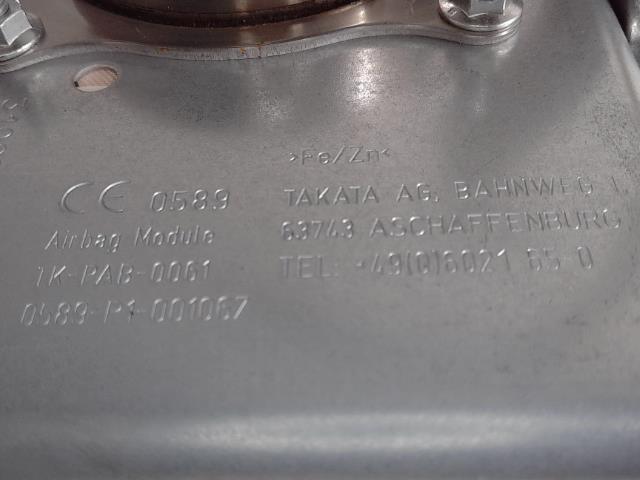 >Fe/Zn<
CE 0589
Airbag Module
TK-PAB-0061
0589-P1-001067
TAKATA AG, BAHNWEG 1,
63743 ASCHAFFENBURG
TEL: +49(0)6021 65-0